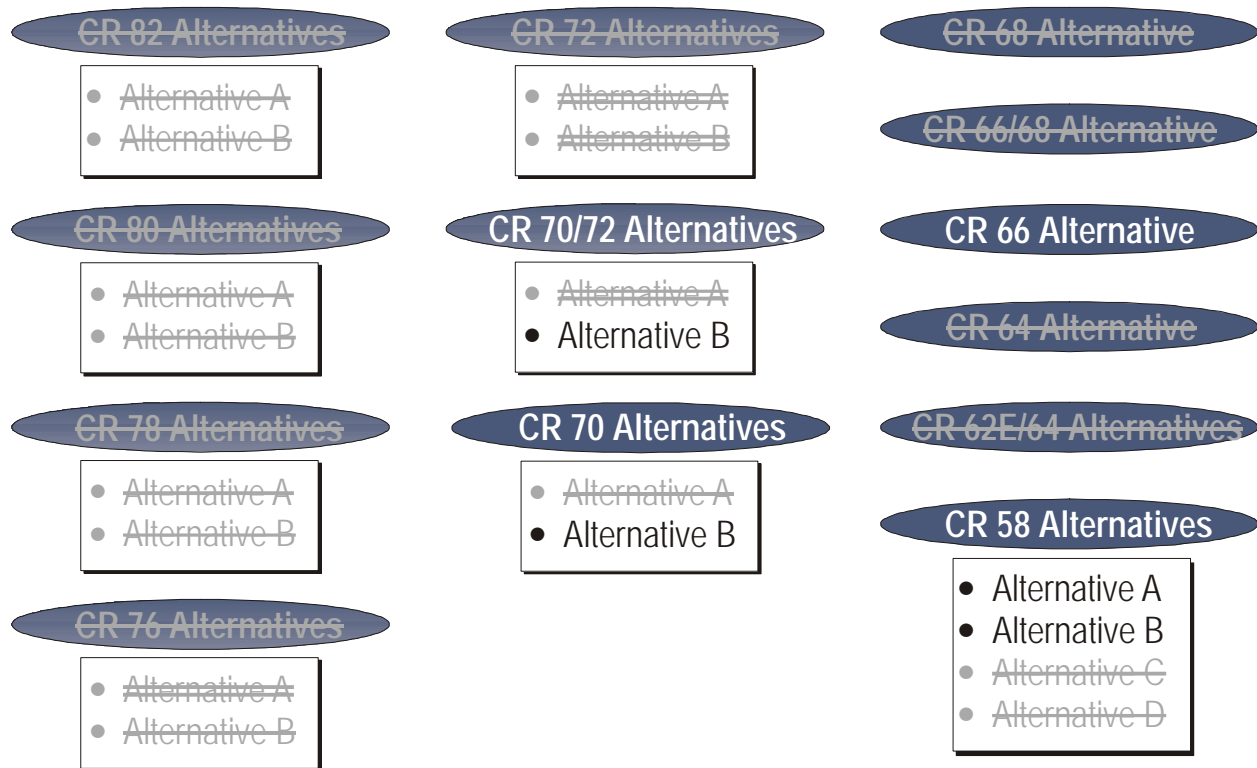 CR 82 Alternatives
• Alternative A
• Alternative B
CR 80 Alternatives
• Alternative A
• Alternative B
CR 78 Alternatives
• Alternative A
• Alternative B
CR 76 Alternatives
• Alternative A
• Alternative B
CR 72 Alternatives
• Alternative A
• Alternative B
CR 70/72 Alternatives
• Alternative A
• Alternative B
CR 70 Alternatives
• Alternative A
• Alternative B
CR 68 Alternative
CR 66/68 Alternative
CR 66 Alternative
CR 64 Alternative
CR 62E/64 Alternatives
CR 58 Alternatives
• Alternative A
• Alternative B
• Alternative C
• Alternative D